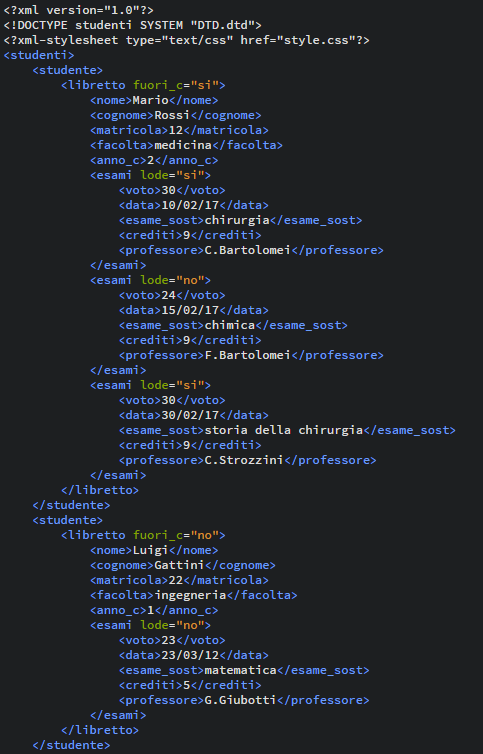 <?xml version="1.0"?>
<!DOCTYPE studenti SYSTEM "DTD.dtd">
<?xml-stylesheet type="text/css" href="style.css"?>
<studenti>
    <studente>
        <libretto fuori_c="si">
            <nome>Mario</nome>
            <cognome>Rossi</cognome>
            <matricola>12</matricola>
            <facolta>medicina</facolta>
            <anno_c>2</anno_c>
            <esami lode="si">
                <voto>30</voto>
                <data>10/02/17</data>
                <esame_sost>chirurgia</esame_sost>
                <crediti>9</crediti>
                <professore>C.Bartolomei</professore>
            </esami>
            <esami lode="no">
                <voto>24</voto>
                <data>15/02/17</data>
                <esame_sost>chimica</esame_sost>
                <crediti>9</crediti>
                <professore>F.Bartolomei</professore>
            </esami>
            <esami lode="si">
                <voto>30</voto>
                <data>30/02/17</data>
                <esame_sost>storia della chirurgia</esame_sost>
                <crediti>9</crediti>
                <professore>C.Strozzini</professore>
            </esami>
        </libretto>
    </studente>
    <studente>
        <libretto fuori_c="no">
            <nome>Luigi</nome>
            <cognome>Gattini</cognome>
            <matricola>22</matricola>
            <facolta>ingegneria</facolta>
            <anno_c>1</anno_c>
            <esami lode="no">
                <voto>23</voto>
                <data>23/03/12</data>
                <esame_sost>matematica</esame_sost>
                <crediti>5</crediti>
                <professore>G.Giubotti</professore>
            </esami>
        </libretto>
    </studente>